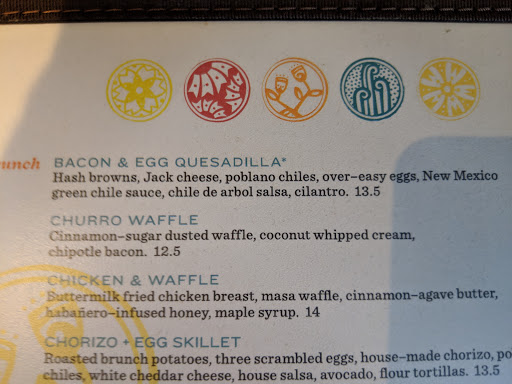 unch BACON & EGG QUESADILLA*
Hash browns, Jack cheese, poblano chiles, over-easy eggs, New Mexico
green chile sauce, chile de arbol salsa, cilantro. 13.5
CHURRO WAFFLE
Cinnamon-sugar dusted waffle, coconut whipped cream,
chipotle bacon. 12.5
CHICKEN & WAFFLE
Buttermilk fried chicken breast, masa waffle, cinnamon-agave butter,
habañero-infused honey, maple syrup. 14
CHORIZO + EGG SKILLET
Roasted brunch potatoes, three scrambled eggs, house-made chorizo, po
chiles, white cheddar cheese, house salsa, avocado, flour tortillas. 13.5